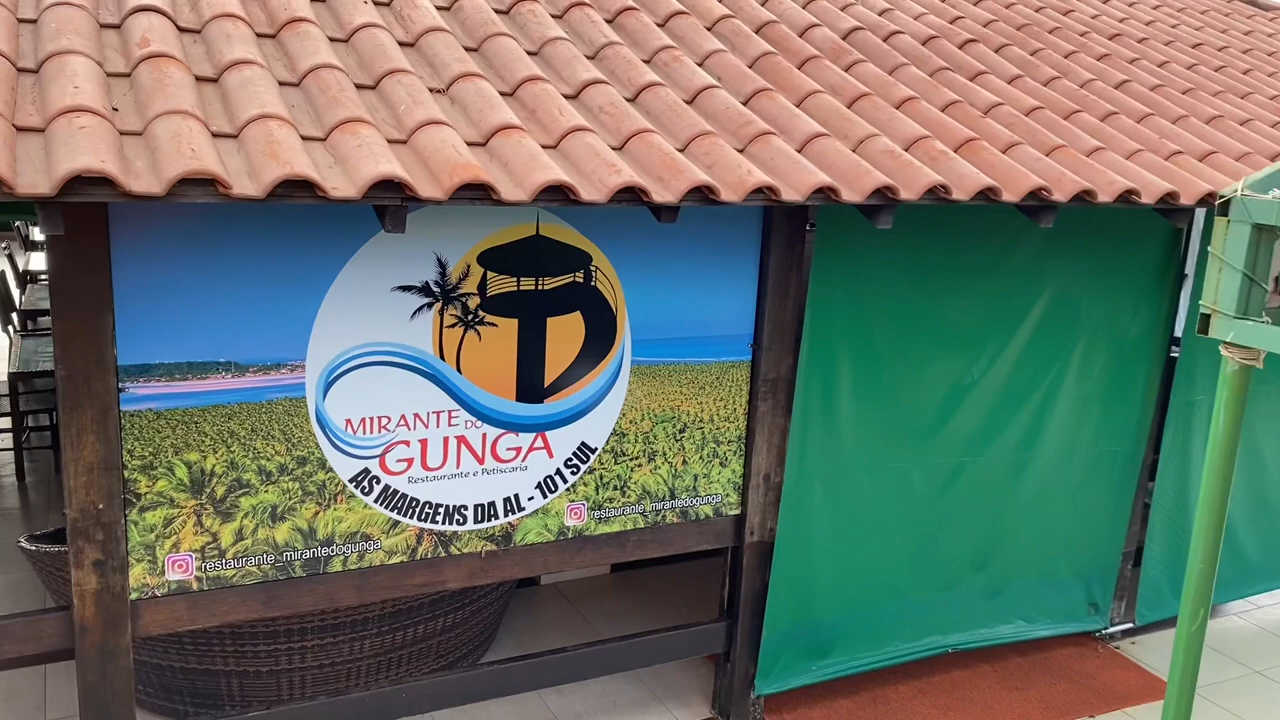 MIRANTE DO
GUNGA
Restaurante e Petiscaria
AS MARGENS DA AL - 101 SUL
restaurante_mirantedogunga
restaurante_mirantedogunga